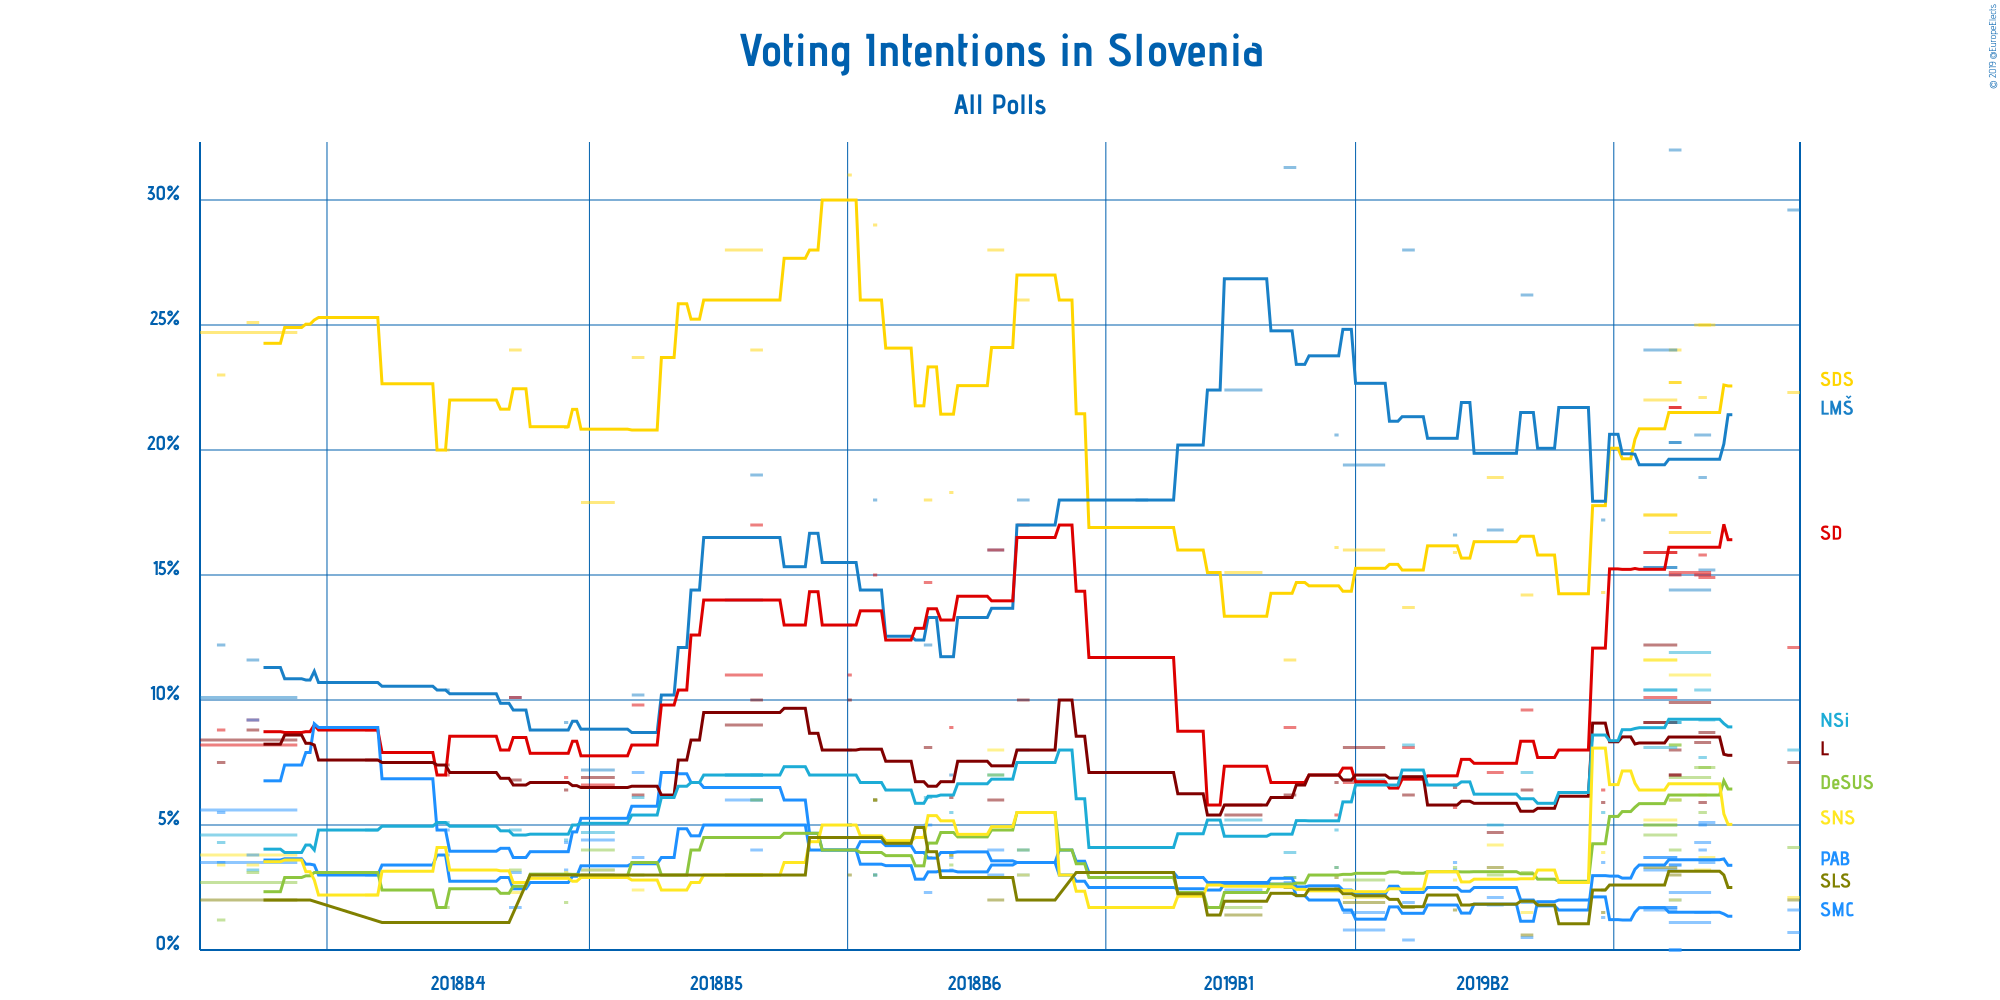 Voting Intentions in Slovenia
All Polls
© 2019 @EuropeElects
30%
25%
20%
15%
10%
5%
0%
SDS
LMŠ
SD
NSi
L
DeSUS
SNS
PAB
SLS
SMC
2018B4
2018B5
2018B6
2019B1
2019B2